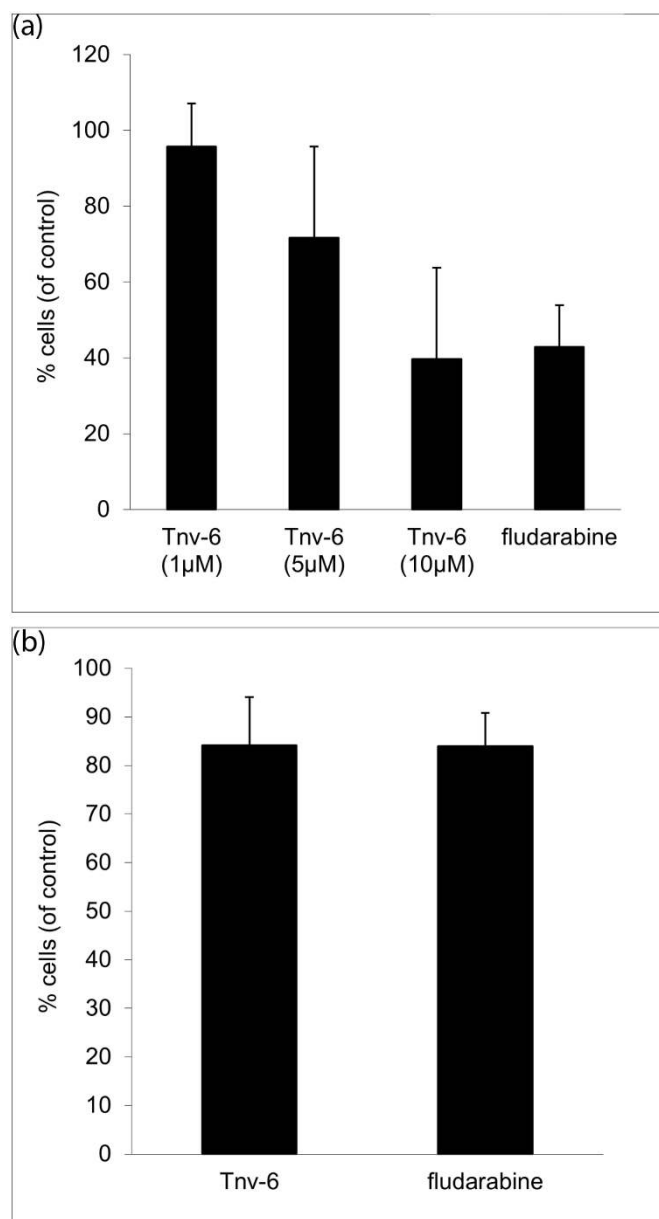 (a)
120
100
80
60
40
20
0
% cells (of control)
Tnv-6 Tnv-6 Tnv-6 fludarabine
(1µM) (5µM) (10µM)
(b)
100
90
80
70
60
50
40
30
20
10
0
% cells (of control)
Tnv-6 fludarabine